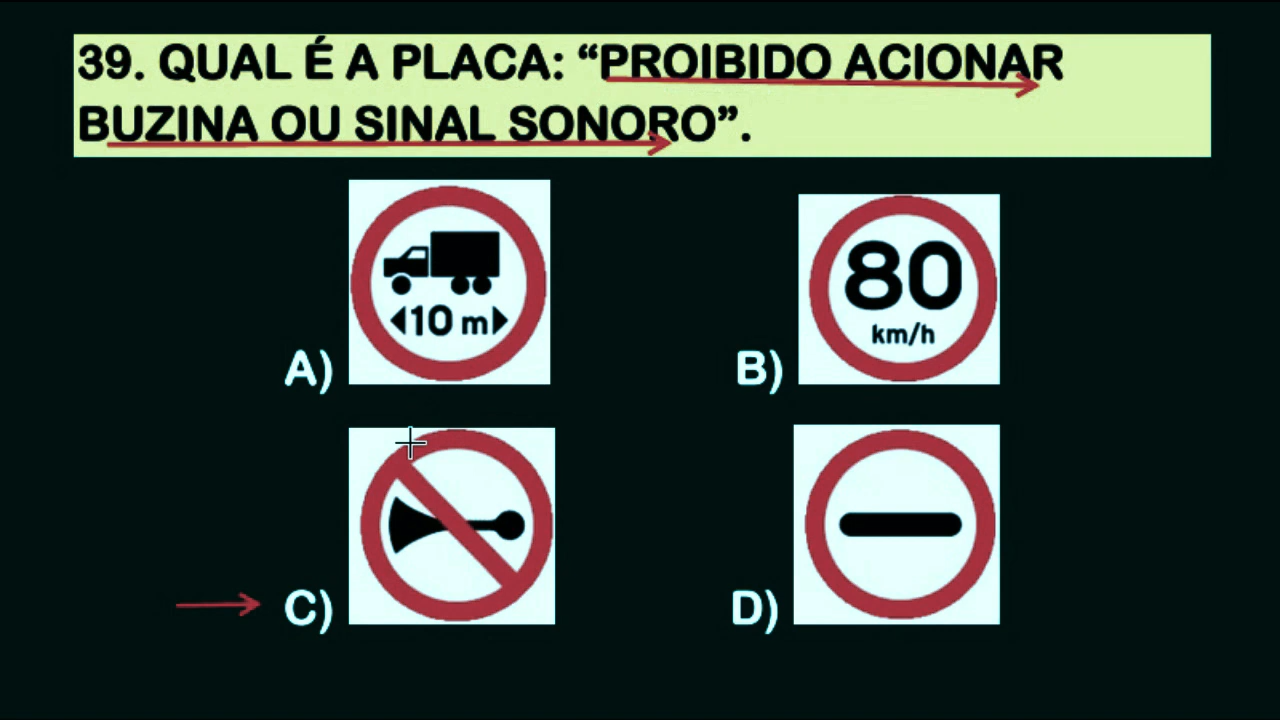 39. QUAL É A PLACA: “PROIBIDO ACIONAR
BUZINA OU SINAL SONORO”.
10 m
A)
80
km/h
B)
C)
D)